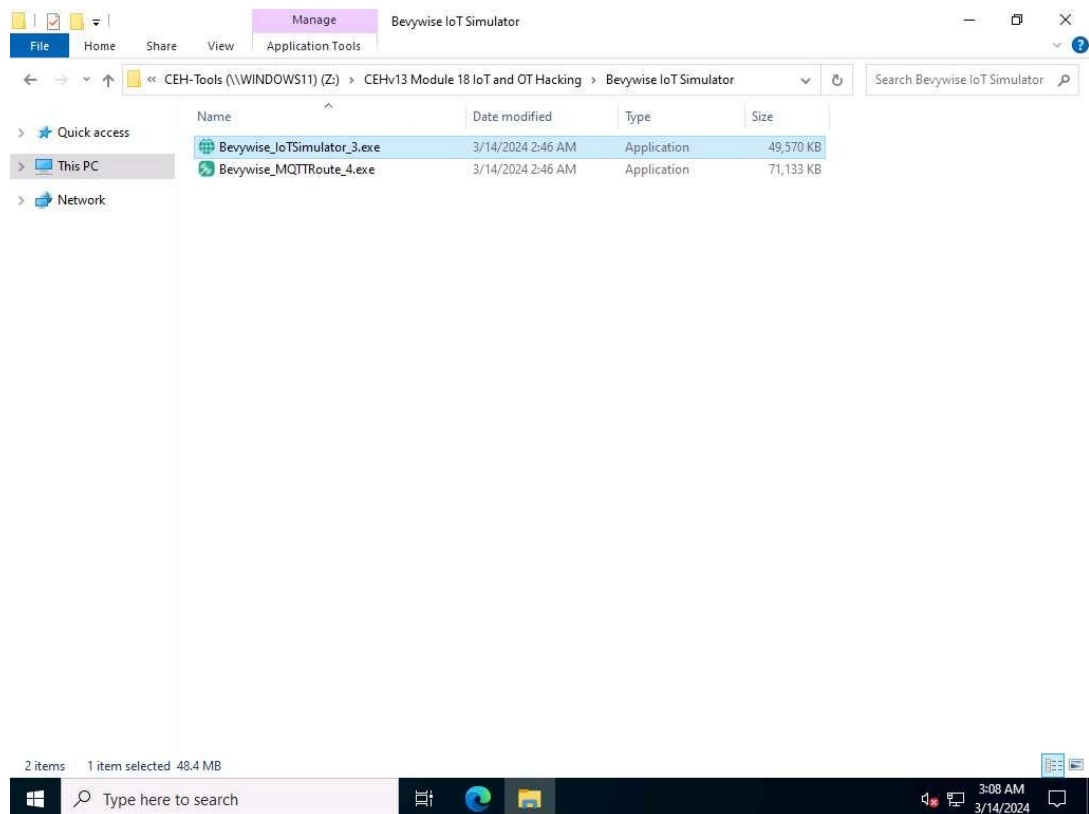 Manage Bevywise IoT Simulator
File Home Share View Application Tools
« CEH-Tools (\\WINDOWS11) (Z:) > CEHv13 Module 18 IoT and OT Hacking > Bevywise IoT Simulator Search Bevywise IoT Simulator
Name Date modified Type Size
Quick access
This PC
Network
Bevywise_IoTSimulator_3.exe 3/14/2024 2:46 AM Application 49,570 KB
Bevywise_MQTTRoute_4.exe 3/14/2024 2:46 AM Application 71,133 KB
2 items 1 item selected 48.4 MB
Type here to search
3:08 AM
3/14/2024